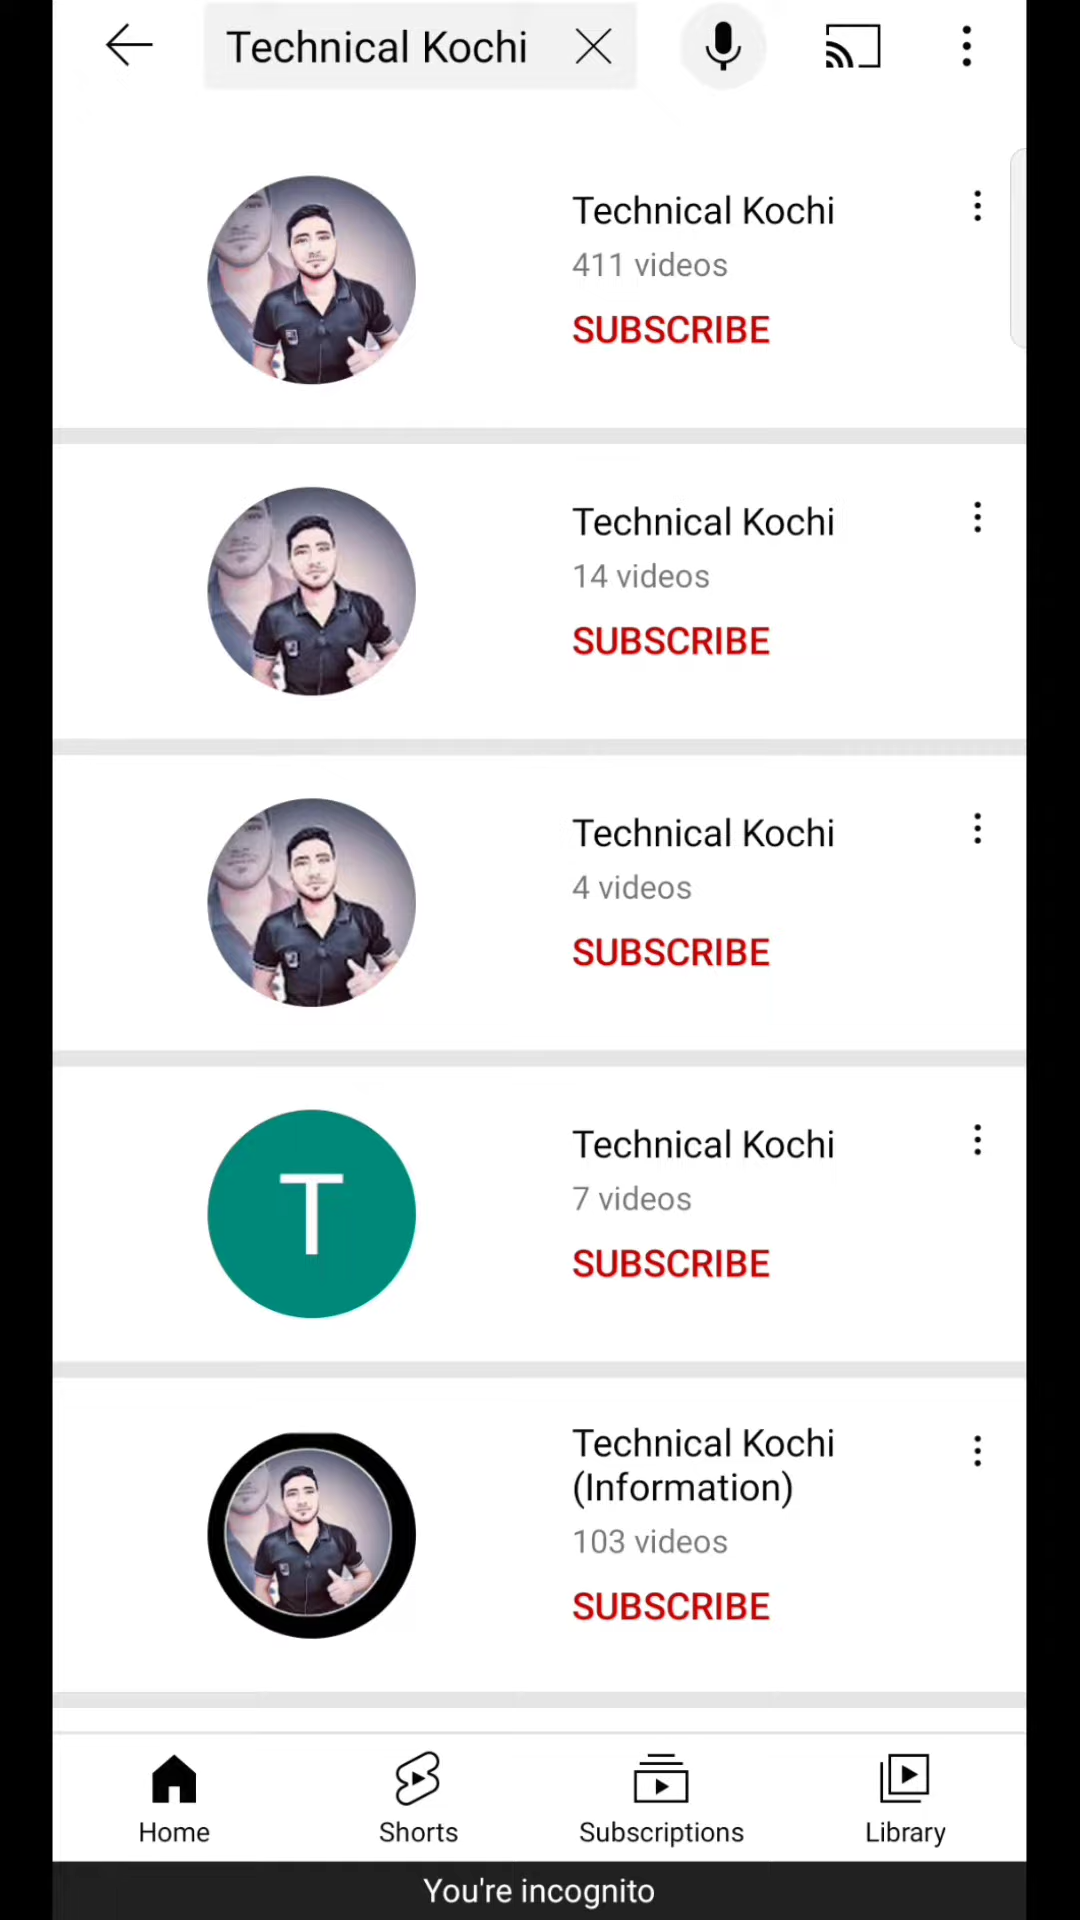 Technical Kochi
Technical Kochi
411 videos
SUBSCRIBE
Technical Kochi
14 videos
SUBSCRIBE
Technical Kochi
4 videos
SUBSCRIBE
T
Technical Kochi
7 videos
SUBSCRIBE
Technical Kochi
(Information)
103 videos
SUBSCRIBE
Home
Shorts
Subscriptions
Library
You're incognito